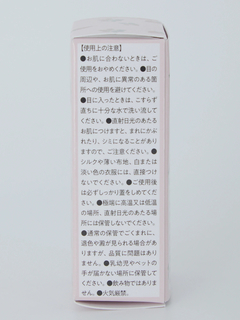 【使用上の注意】
●お肌に合わないときは、ご
使用をおやめください。●目の
周辺や、お肌に異常のある箇
所への使用を避けてください。
●目に入ったときは、こすらず
直ちに十分な水で洗い流して
ください。●直射日光のあたる
お肌につけますと、まれにかぶ
れたり、シミになることがあり
ますので、ご注意ください。●
シルクや薄い布地、白または
淡い色の衣服には、直接つけ
ないでください。●ご使用後
は必ずしっかり蓋をしめてくだ
さい。●極端に高温又は低温
の場所、直射日光のあたる場所
には保管しないでください。
●通常の保管でごくまれに、
濁色や澱が見られる場合があ
りますが、品質に問題はあり
ません。●乳幼児やペットの
手が届かない場所に保管して
ください。●飲み物ではありま
せん。●火気厳禁。